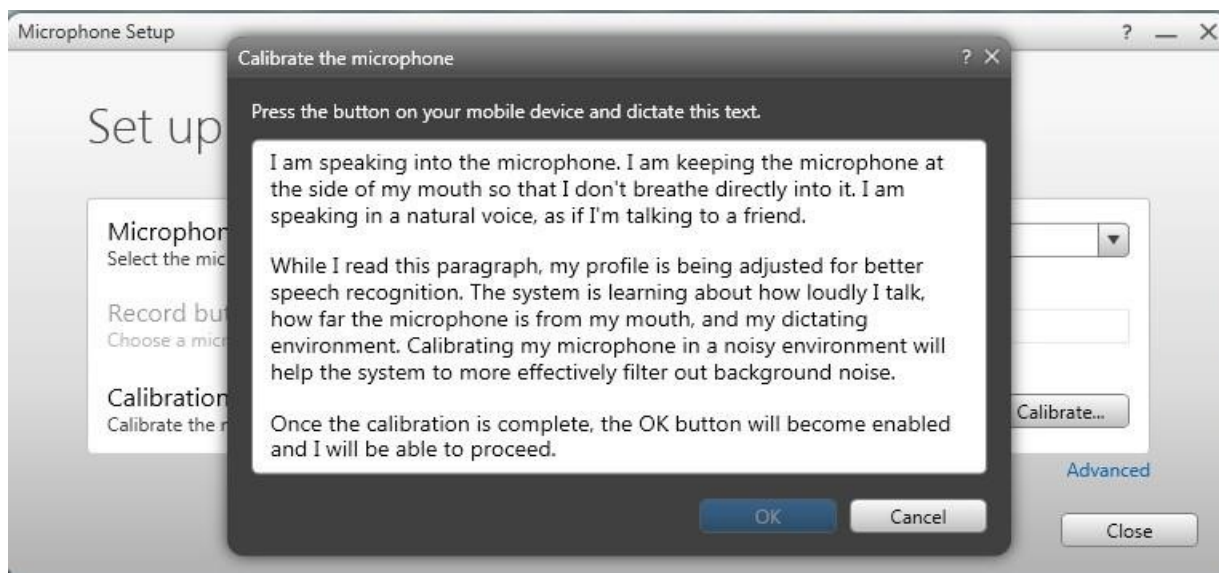 Microphone Setup
? — ×
Calibrate the microphone
? ×
Press the button on your mobile device and dictate this text.
I am speaking into the microphone. I am keeping the microphone at
the side of my mouth so that I don't breathe directly into it. I am
speaking in a natural voice, as if I'm talking to a friend.
While I read this paragraph, my profile is being adjusted for better
speech recognition. The system is learning about how loudly I talk,
how far the microphone is from my mouth, and my dictating
environment. Calibrating my microphone in a noisy environment will
help the system to more effectively filter out background noise.
Once the calibration is complete, the OK button will become enabled
and I will be able to proceed.
OK
Cancel
Set up
Microphon
Select the mic
Record but
Choose a micr
Calibration
Calibrate the
Calibrate...
Advanced
Close